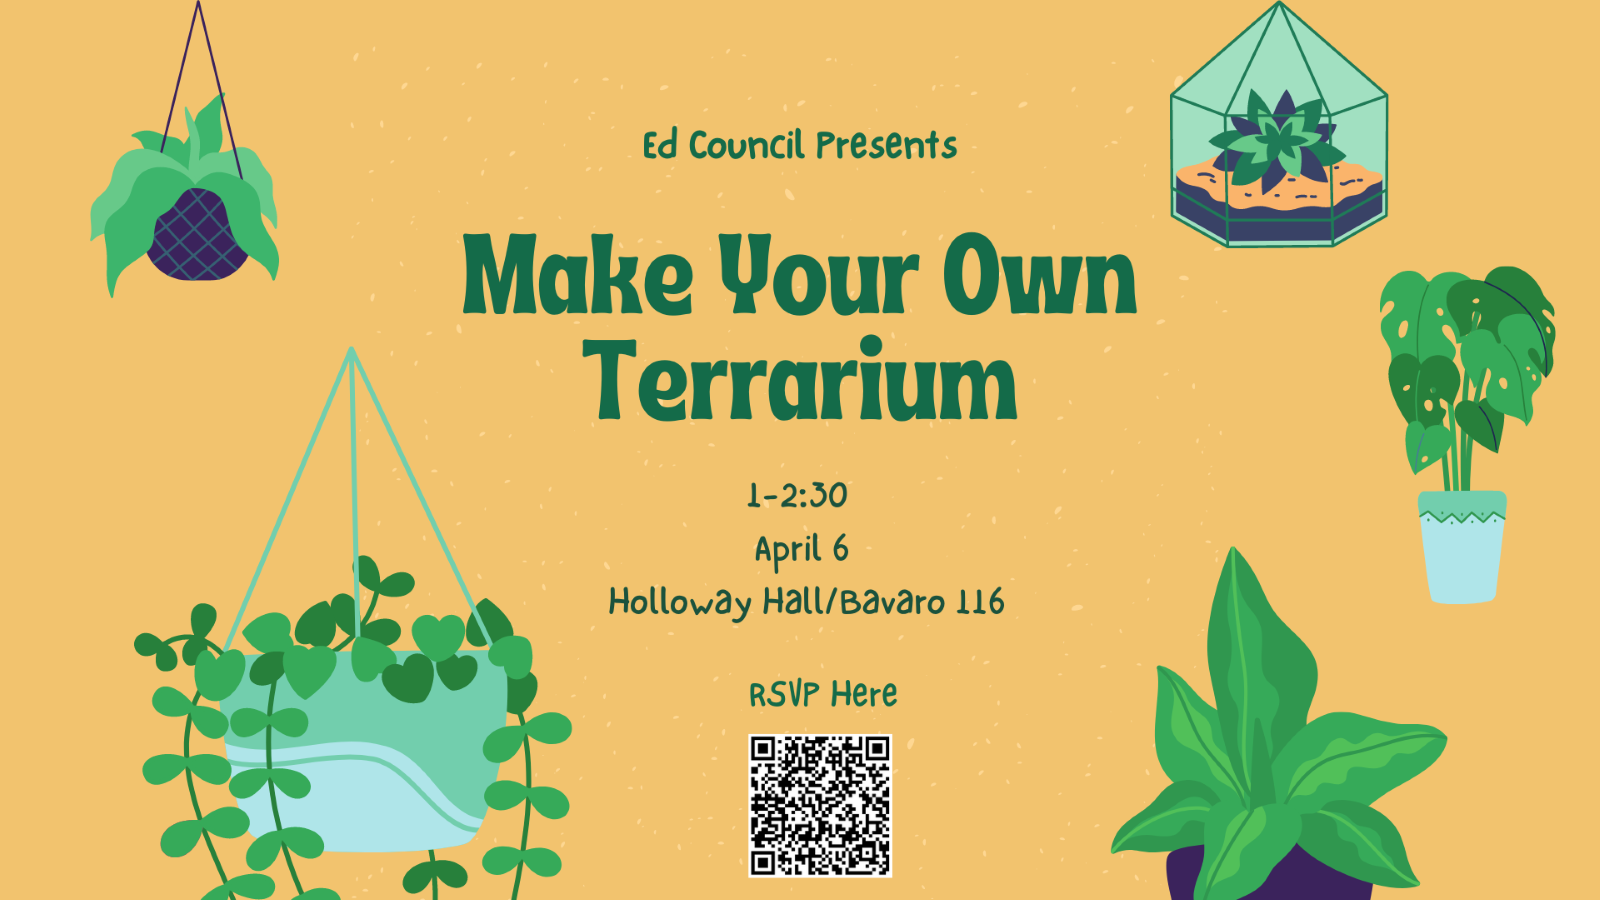 Ed Council Presents
Make Your Own
Terrarium
1-2:30
April 6
Holloway Hall/Bavaro 116
RSVP Here